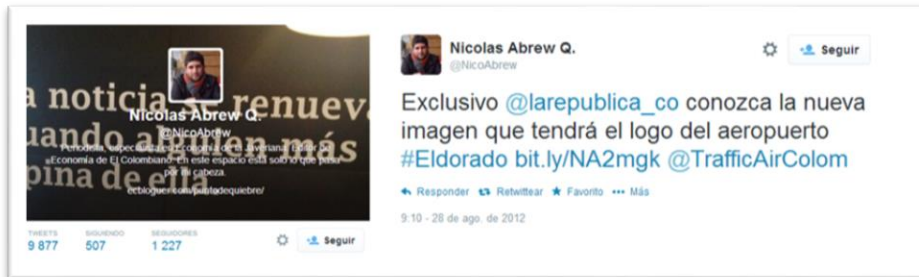 a noticia se renueva
uando alguien más
pina de ella
Nicolas Abrew Q.
@NicoAbrew
Periodista, especialista en Economía de la Javeriana. Editor de
Economía de El Colombiano. En este espacio está solo lo que pasa
por mi cabeza.
ecbloguer.com/puntodequiebre/
TWEETS
SIGUIENDO
SEGUIDORES
9 877
507
1 227
Seguir
Nicolas Abrew Q.
@NicoAbrew
Seguir
Exclusivo @larepublica_co conozca la nueva
imagen que tendrá el logo del aeropuerto
#Eldorado bit.ly/NA2mgk @TrafficAirColom
Responder Retwittear Favorito Más
9:10 - 28 de ago. de 2012